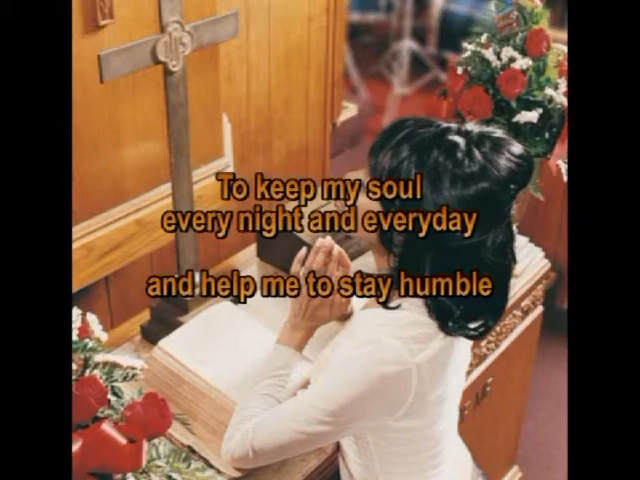 To keep my soul
every night and everyday
and help me to stay humble